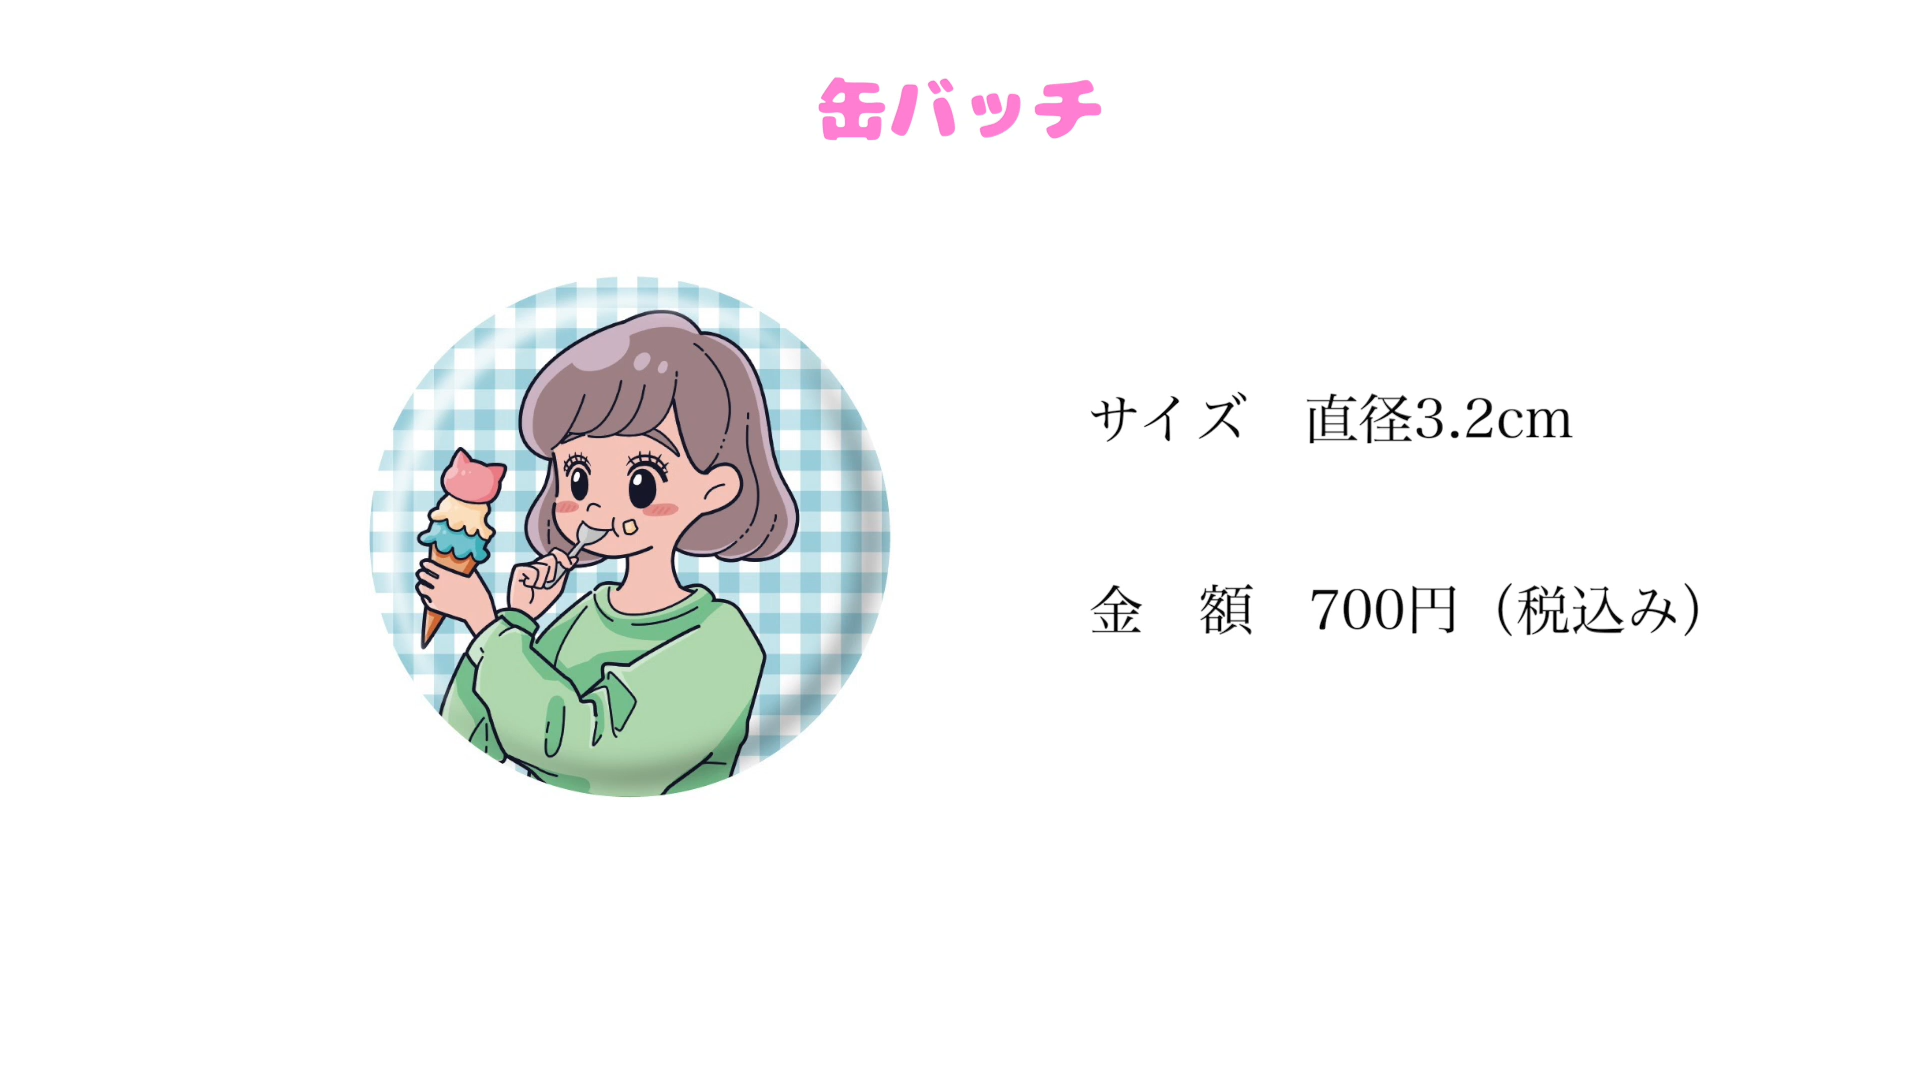 缶バッチ
サイズ　直径3.2cm
金　額　700円（税込み）